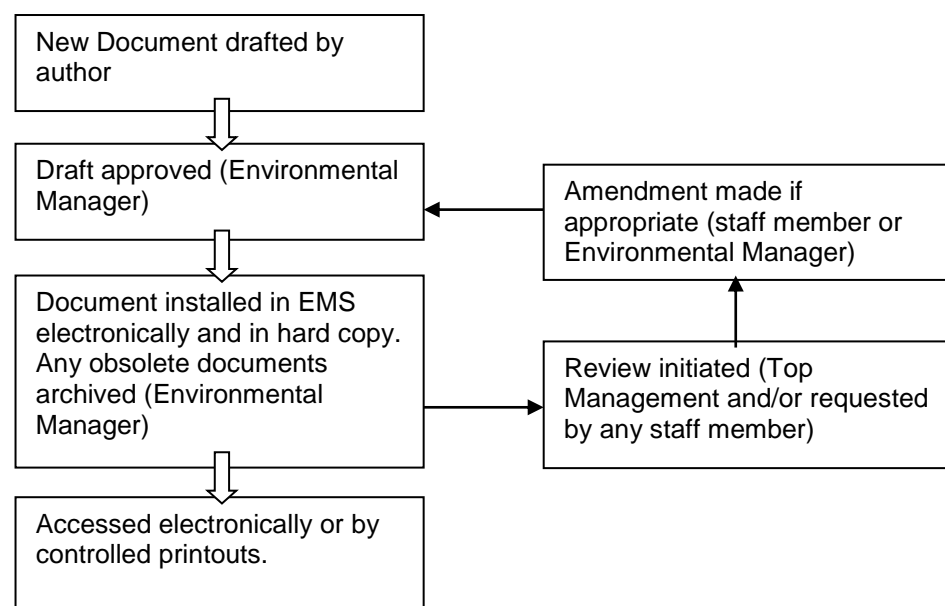 New Document drafted by
author
Draft approved (Environmental
Manager)
Document installed in EMS
electronically and in hard copy.
Any obsolete documents
archived (Environmental
Manager)
Accessed electronically or by
controlled printouts.
Review initiated (Top
Management and/or requested
by any staff member)
Amendment made if
appropriate (staff member or
Environmental Manager)